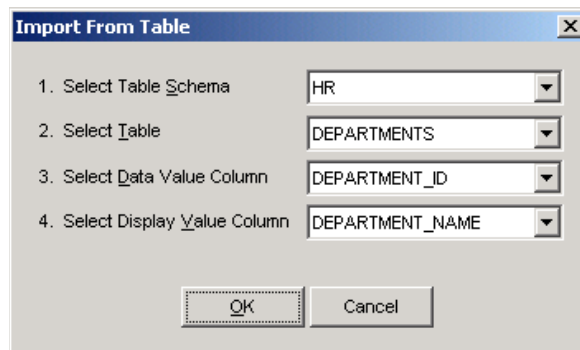 Import From Table
1. Select Table Schema HR
2. Select Table DEPARTMENTS
3. Select Data Value Column DEPARTMENT_ID
4. Select Display Value Column DEPARTMENT_NAME
OK Cancel